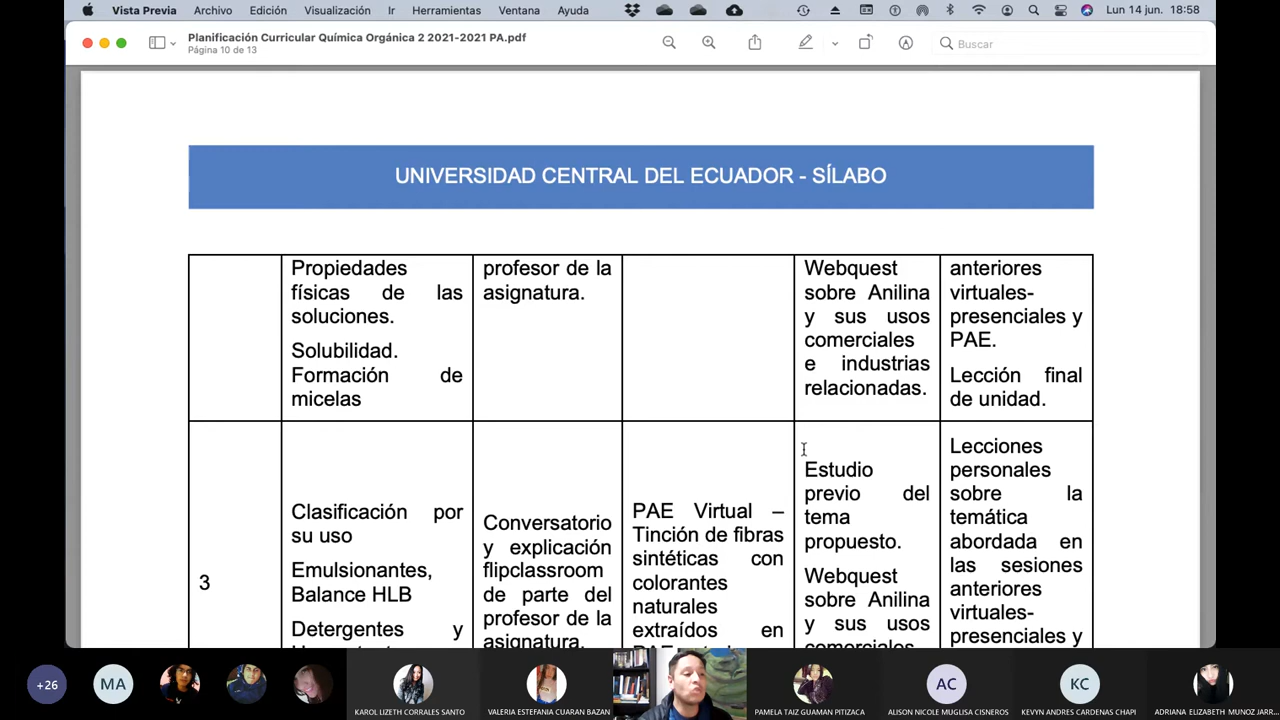 Vista Previa Archivo Edición Visualización Ir Herramientas Ventana Ayuda Lun 14 jun. 18:58
Planificación Curricular Química Orgánica 2 2021-2021 PA.pdf
Página 10 de 13
Buscar
UNIVERSIDAD CENTRAL DEL ECUADOR - SÍLABO
Propiedades
físicas de las
soluciones.
Solubilidad.
Formación de
micelas
profesor de la
asignatura.
Webquest
sobre Anilina
y sus usos
comerciales
e industrias
relacionadas.
anteriores
virtuales-
presenciales y
PAE.
Lección final
de unidad.
3
Clasificación por
su uso
Emulsionantes,
Balance HLB
Detergentes y
Conversatorio
y explicación
flipclassroom
de parte del
profesor de la
asignatura.
PAE Virtual –
Tinción de fibras
sintéticas con
colorantes
naturales
extraídos en
Estudio
previo del
tema
propuesto.
Webquest
sobre Anilina
y sus usos
comerciales
Lecciones
personales
sobre la
temática
abordada en
las sesiones
anteriores
virtuales-
presenciales y
+26
MA
KAROL LIZETH CORRALES SANTO
VALERIA ESTEFANIA CUARAN BAZAN
PAMELA TAIZ GUAMAN PITIZACA
AC
ALISON NICOLE MUGLISA CISNEROS
KC
KEVYN ANDRES CARDENAS CHAPI
ADRIANA ELIZABETH MUNOZ JARR...